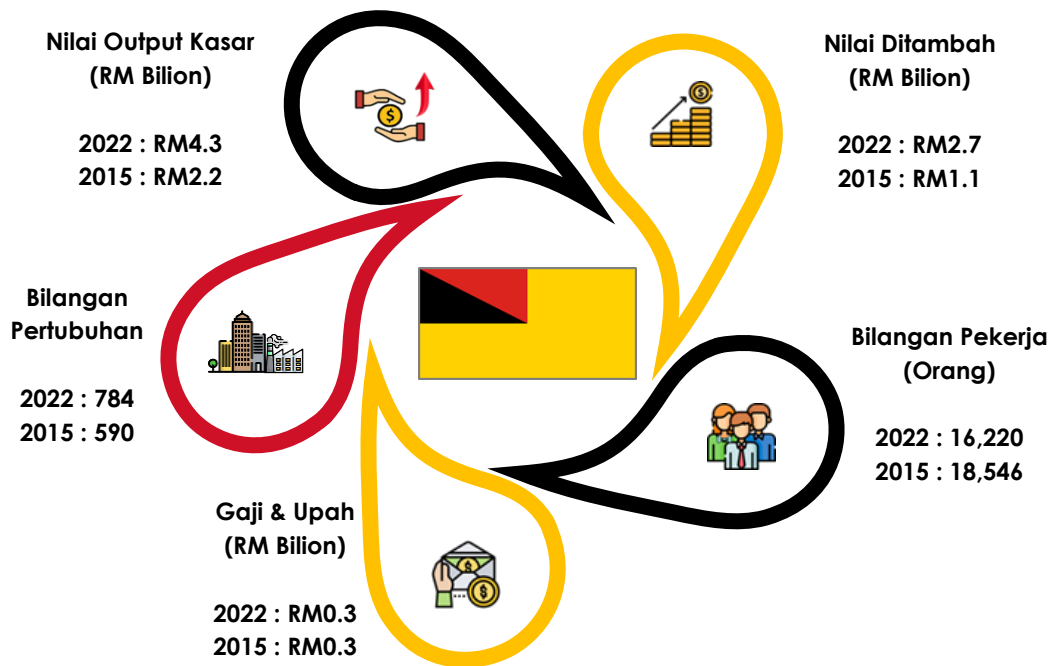 Nilai Output Kasar
(RM Bilion)
2022 : RM4.3
2015 : RM2.2
Nilai Ditambah
(RM Bilion)
2022 : RM2.7
2015 : RM1.1
Bilangan
Pertubuhan
2022 : 784
2015 : 590
Bilangan Pekerja
(Orang)
2022 : 16,220
2015 : 18,546
Gaji & Upah
(RM Bilion)
2022 : RM0.3
2015 : RM0.3